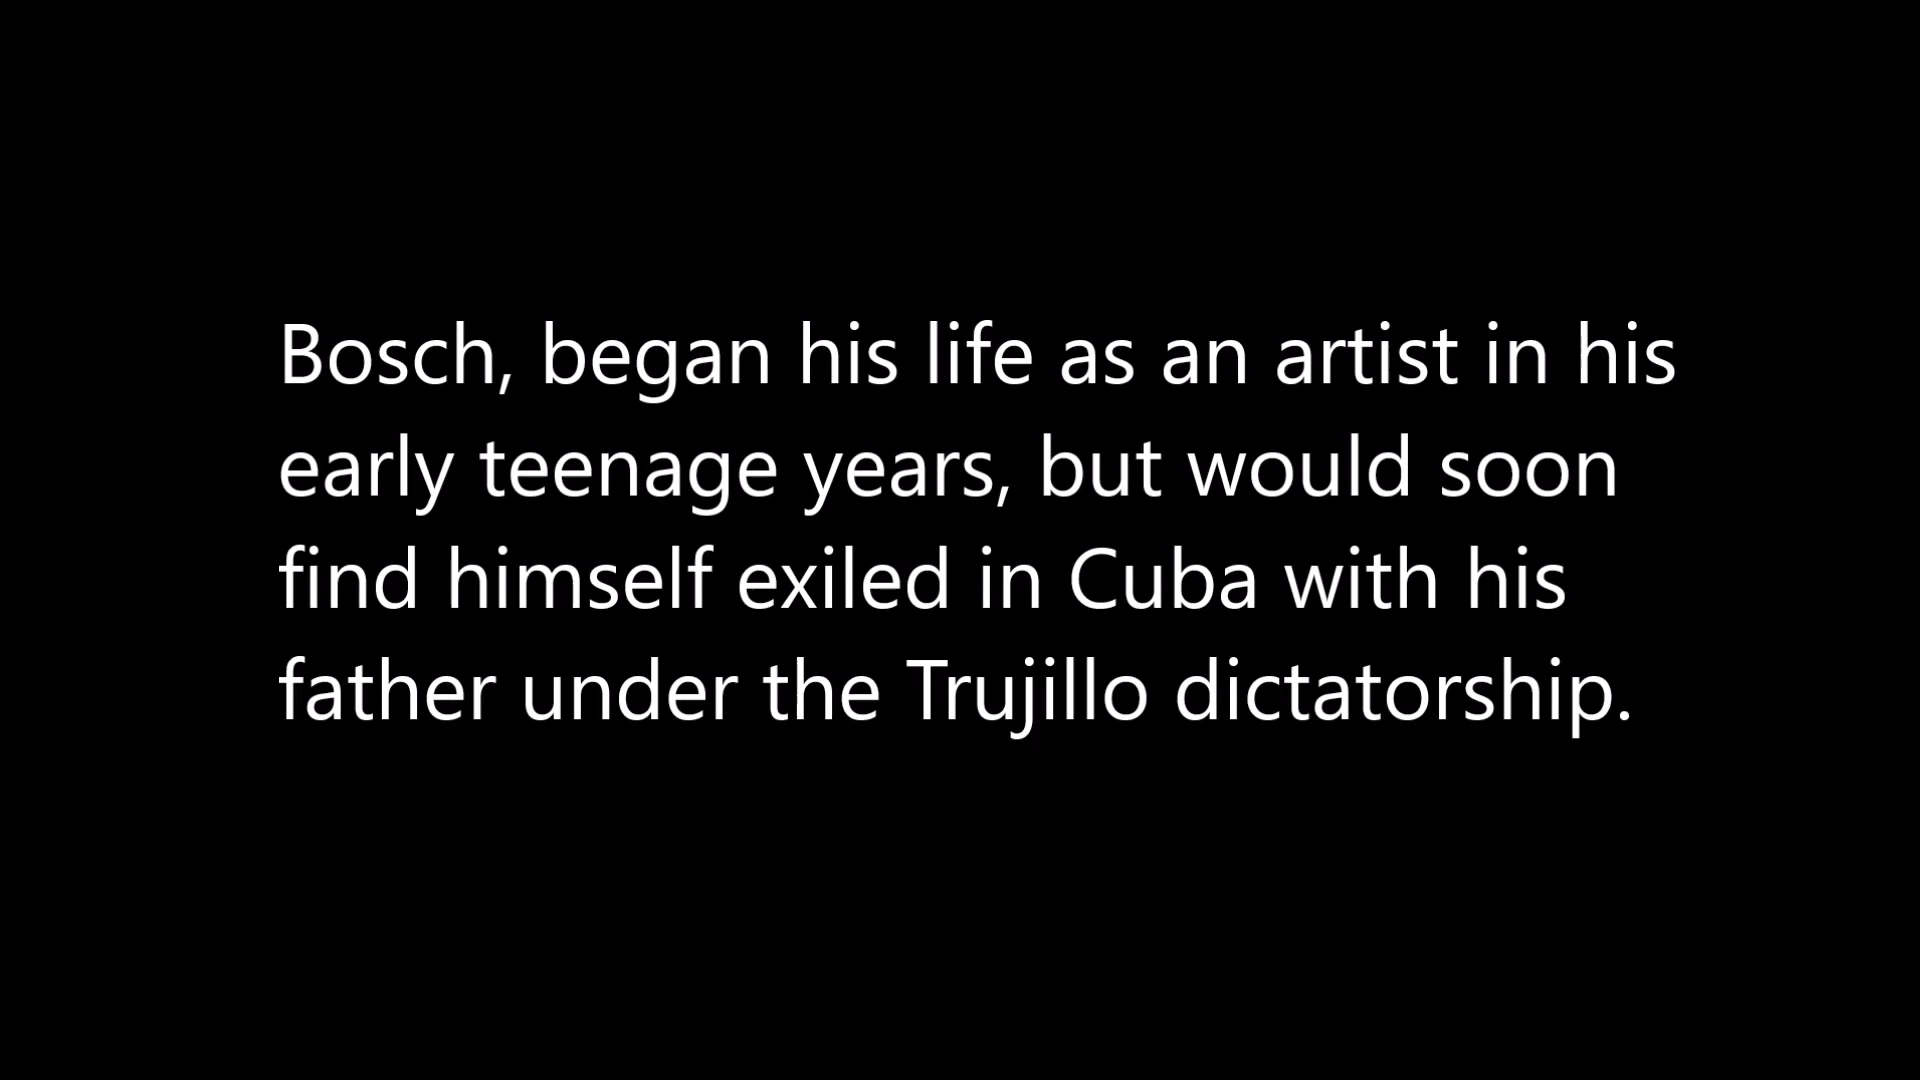 Bosch, began his life as an artist in his
early teenage years, but would soon
find himself exiled in Cuba with his
father under the Trujillo dictatorship.